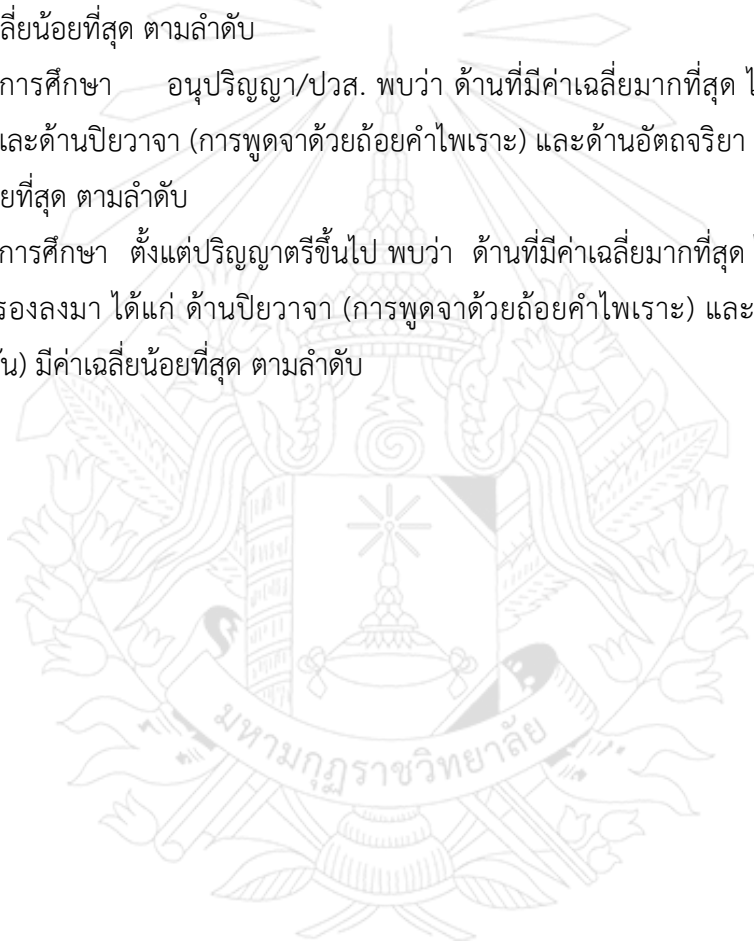 ลี่ยน้อยที่สุด ตามลำดับ
การศึกษา อนุปริญญา/ปวส. พบว่า ด้านที่มีค่าเฉลี่ยมากที่สุด ไ
และด้านปิยวาจา (การพูดจาด้วยถ้อยคำไพเราะ) และด้านอัตถจริยา
ยที่สุด ตามลำดับ
การศึกษา ตั้งแต่ปริญญาตรีขึ้นไป พบว่า ด้านที่มีค่าเฉลี่ยมากที่สุด
รองลงมา ได้แก่ ด้านปิยวาจา (การพูดจาด้วยถ้อยคำไพเราะ) และ
ัน) มีค่าเฉลี่ยน้อยที่สุด ตามลำดับ
มหามกุฏราชวิทยาลัย